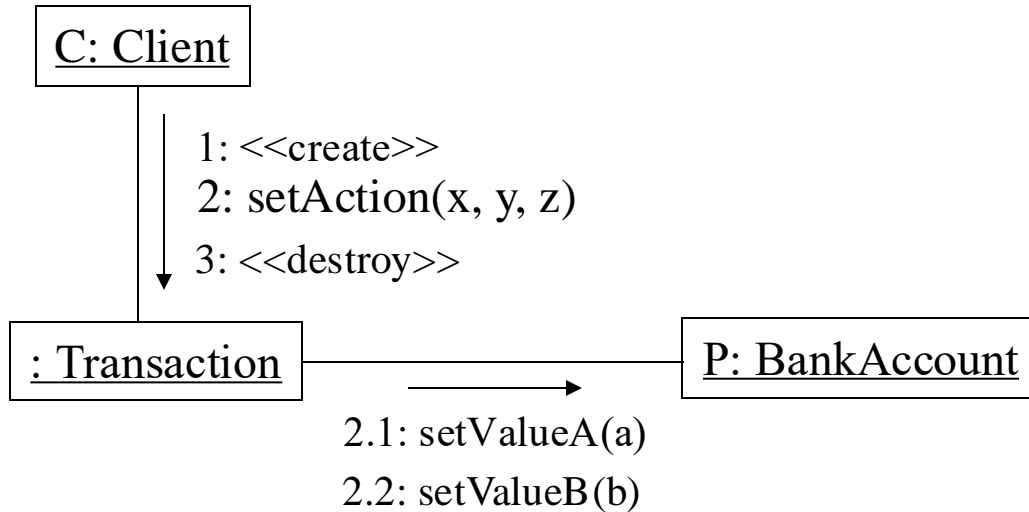 C: Client
1: <<create>>
2: setAction(x, y, z)
3: <<destroy>>
: Transaction
P: BankAccount
2.1: setValueA(a)
2.2: setValueB(b)